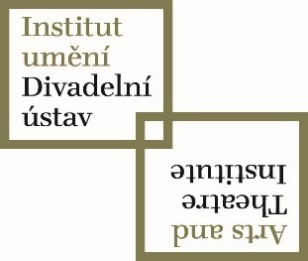 Institut
umění
Divadelní
ústav
Arts and
Theatre
Institute